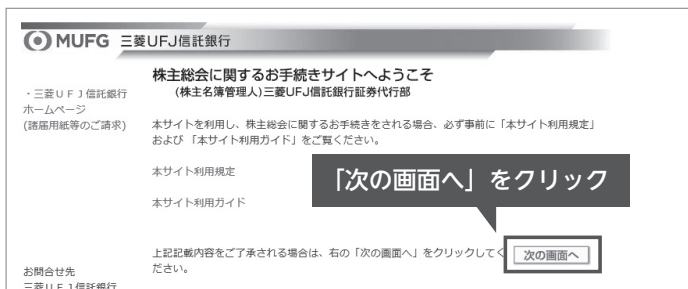 MUFG 三菱UFJ信託銀行
株主総会に関するお手続きサイトへようこそ
(株主名簿管理人)三菱UFJ信託銀行証券代行部
・三菱ＵＦＪ信託銀行
ホームページ
(諸届用紙等のご請求)
本サイトを利用し、株主総会に関するお手続きをされる場合、必ず事前に「本サイト利用規定」
および 「本サイト利用ガイド」をご覧ください。
本サイト利用規定
「次の画面へ」をクリック
本サイト利用ガイド
上記記載内容をご了承される場合は、右の「次の画面へ」をクリックしてく
ださい。
次の画面へ
お問合せ先
三菱ＵＦＪ信託銀行